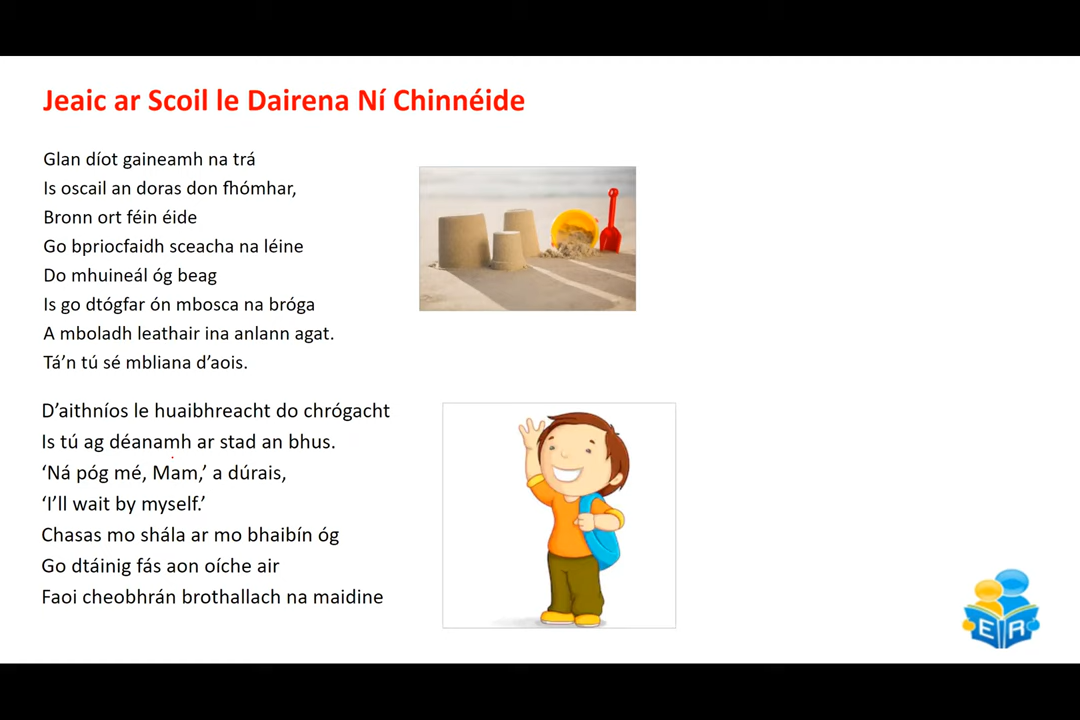 Jeaic ar Scoil le Dairena Ní Chinnéide
Glan díot gaineamh na trá
Is oscail an doras don fhómhar,
Bronn ort féin éide
Go bpriocfaidh sceacha na léine
Do mhuineál óg beag
Is go dtógfar ón mbosca na bróga
A mboladh leathair ina anlann agat.
Tá’n tú sé mbliana d’aois.
D’aithníos le huaibhreacht do chrógacht
Is tú ag déanamh ar stad an bhus.
‘Ná póg mé, Mam,’ a dúrais,
‘I’ll wait by myself.’
Chasas mo shála ar mo bhaibín óg
Go dtáinig fás aon oíche air
Faoi cheobhrán brothallach na maidine
E R